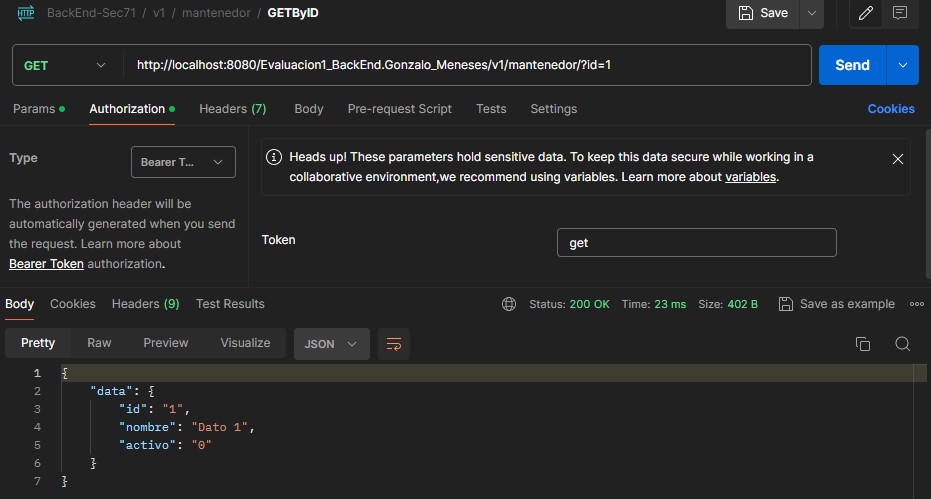 HTTP BackEnd-Sec71 / v1 / mantenedor / GETByID Save
GET http://localhost:8080/Evaluacion1_BackEnd.Gonzalo_Meneses/v1/mantenedor/?id=1 Send
Params Authorization Headers (7) Body Pre-request Script Tests Settings Cookies
Type Bearer T...
The authorization header will be
automatically generated when you send
the request. Learn more about
Bearer Token authorization.
Heads up! These parameters hold sensitive data. To keep this data secure while working in a
collaborative environment,we recommend using variables. Learn more about variables.
Token get
Body Cookies Headers (9) Test Results Status: 200 OK Time: 23 ms Size: 402 B Save as example
Pretty Raw Preview Visualize JSON
1 {
2 "data": {
3 "id": "1",
4 "nombre": "Dato 1",
5 "activo": "0"
6 }
7 }